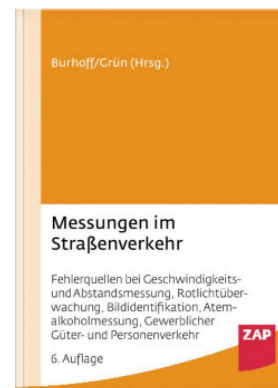 Burhoff/Grün (Hrsg.)
Messungen im
Straßenverkehr
Fehlerquellen bei Geschwindigkeits-
und Abstandsmessung, Rotlichtüber-
wachung, Bildidentifikation, Atem-
alkoholmessung, Gewerblicher
Güter- und Personenverkehr
6. Auflage
ZAP